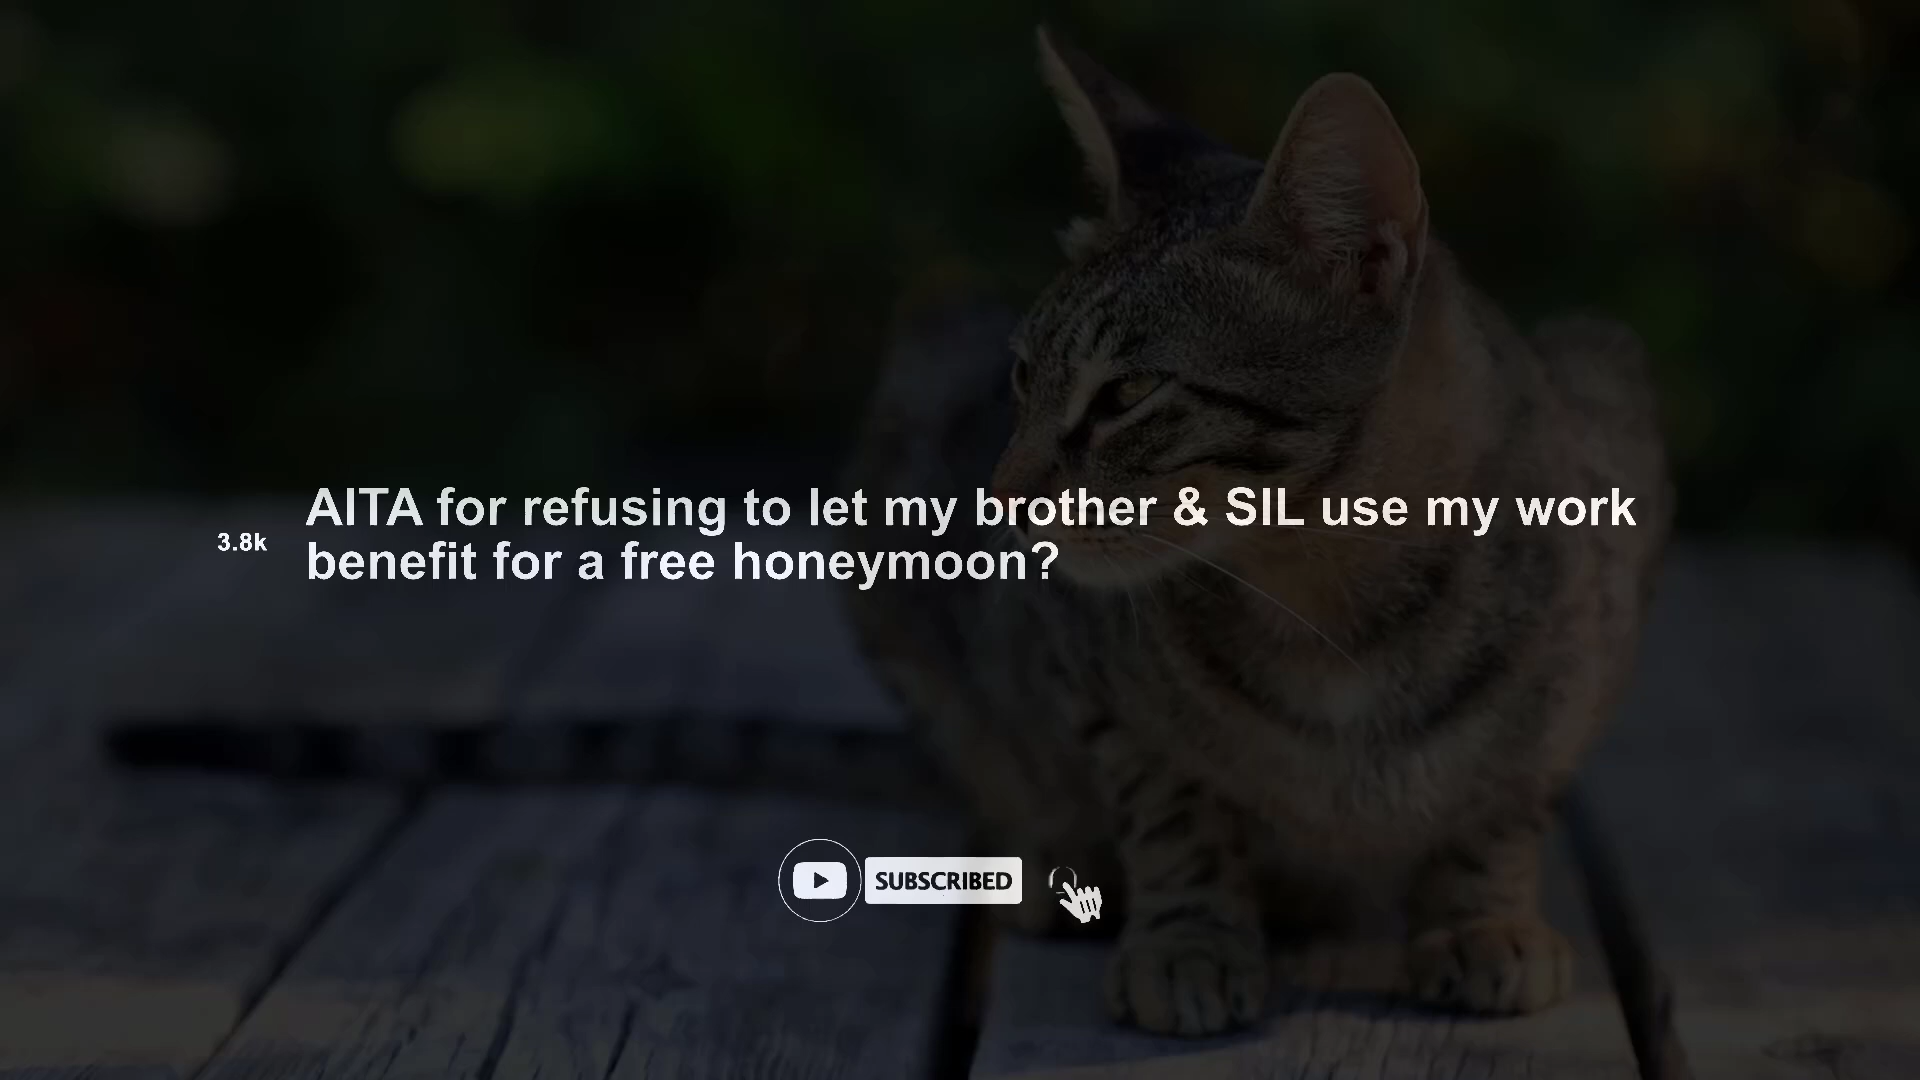 AITA for refusing to let my brother & SIL use my work
3.8k
benefit for a free honeymoon?
SUBSCRIBED